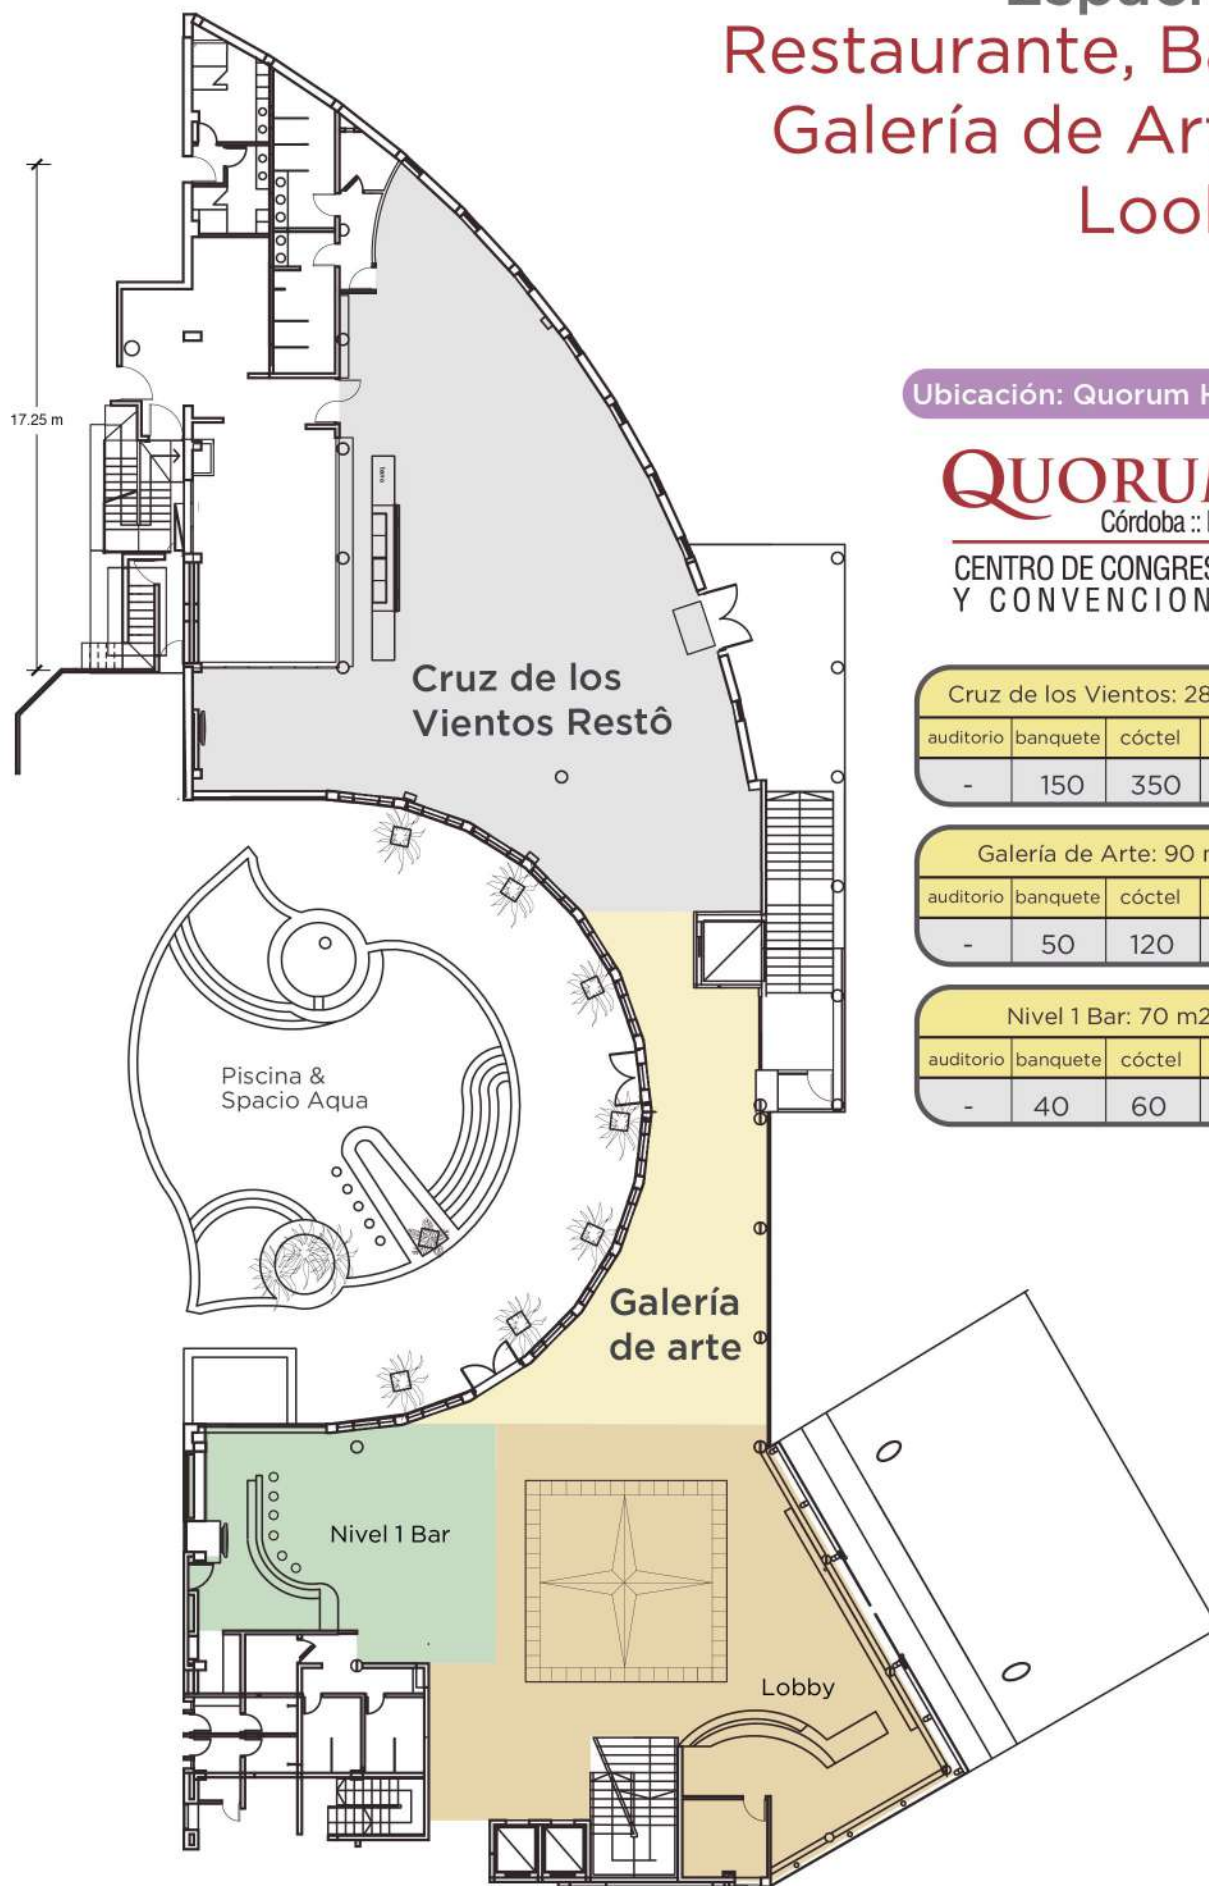 Restaurante, Ba
Galería de Ar
Loo
17.25 m
Ubicación: Quorum H
QUORUM
Córdoba ::
CENTRO DE CONGRES
Y CONVENCION
Cruz de los
Vientos Restô
Cruz de los Vientos: 28
auditorio banquete cóctel
- 150 350
Galería de Arte: 90
auditorio banquete cóctel
- 50 120
Nivel 1 Bar: 70 m2
auditorio banquete cóctel
- 40 60
Piscina &
Spacio Aqua
Galería
de arte
Nivel 1 Bar
Lobby